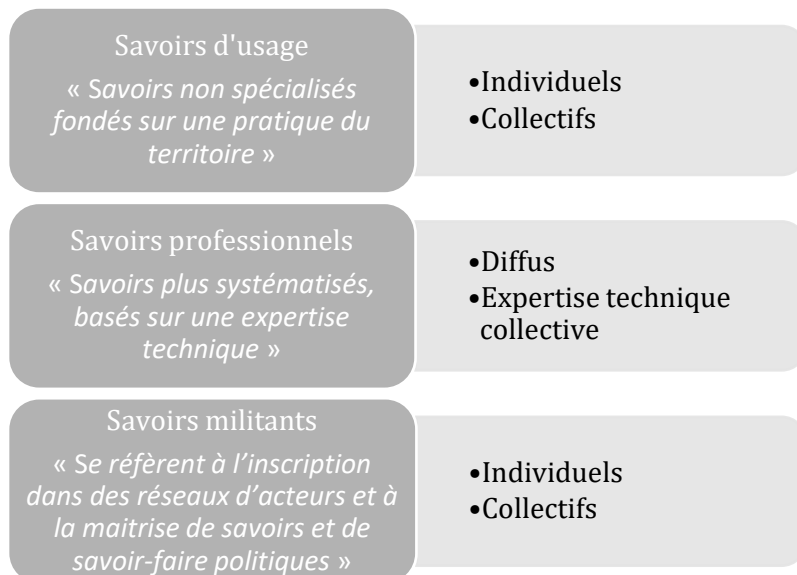 Savoirs d'usage
« Savoirs non spécialisés
fondés sur une pratique du
territoire »
•Individuels
•Collectifs
Savoirs professionnels
« Savoirs plus systématisés,
basés sur une expertise
technique »
•Diffus
•Expertise technique
collective
Savoirs militants
« Se réfèrent à l’inscription
dans des réseaux d’acteurs et à
la maitrise de savoirs et de
savoir-faire politiques »
•Individuels
•Collectifs